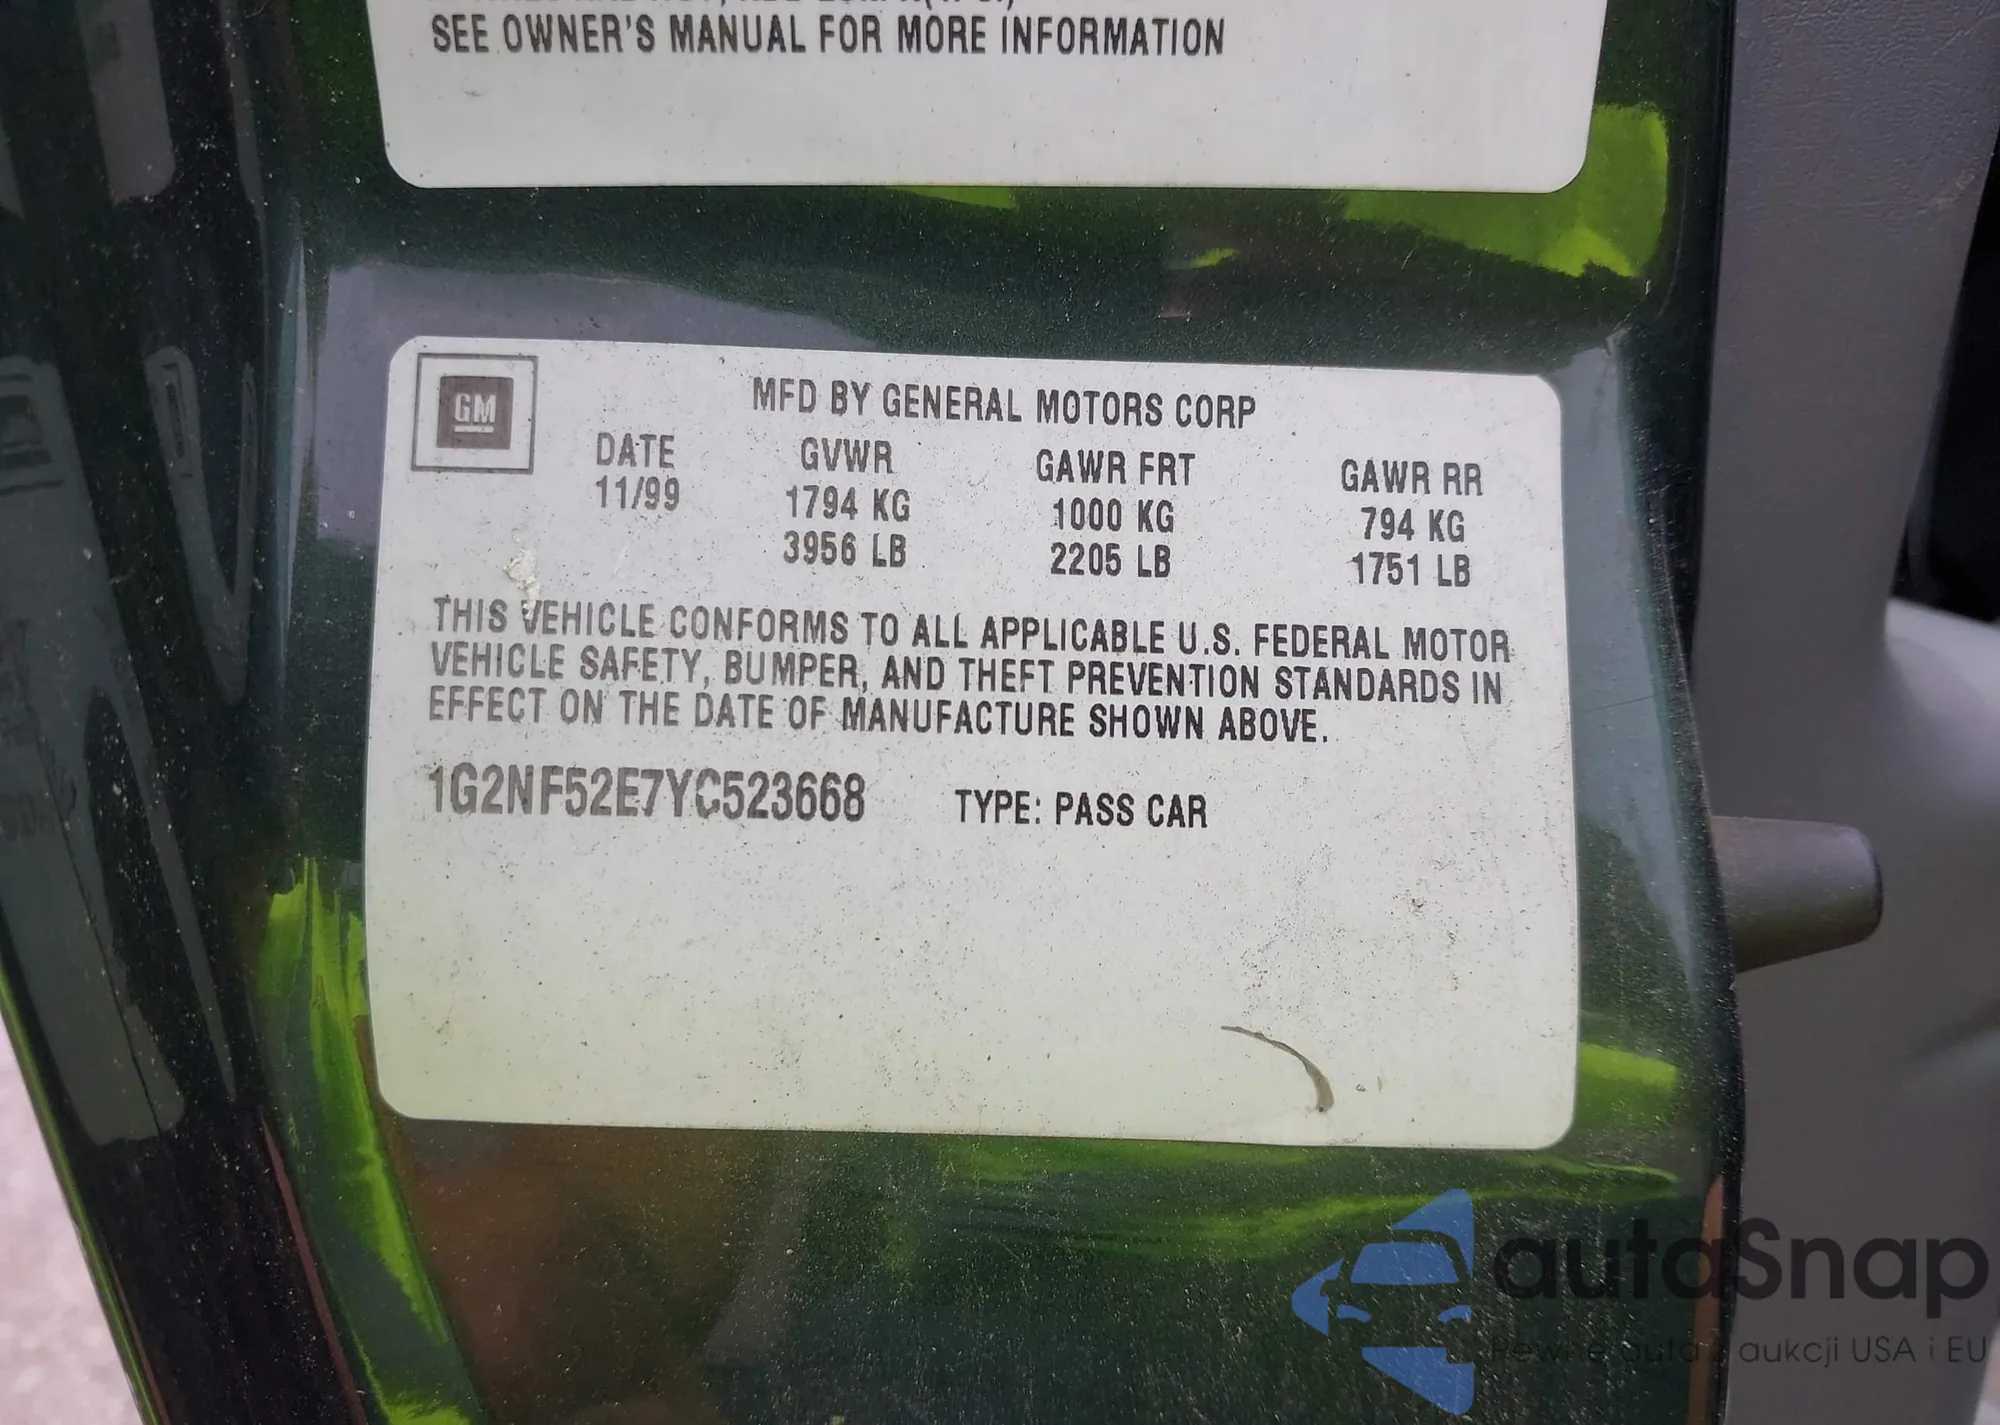 SEE OWNER'S MANUAL FOR MORE INFORMATION
GM
MFD BY GENERAL MOTORS CORP
DATE GVWR GAWR FRT GAWR RR
11/99 1794 KG 1000 KG 794 KG
3956 LB 2205 LB 1751 LB
THIS VEHICLE CONFORMS TO ALL APPLICABLE U.S. FEDERAL MOTOR
VEHICLE SAFETY, BUMPER, AND THEFT PREVENTION STANDARDS IN
EFFECT ON THE DATE OF MANUFACTURE SHOWN ABOVE.
1G2NF52E7YC523668 TYPE: PASS CAR
autaSnap
Pewne auta z aukcji USA i EU